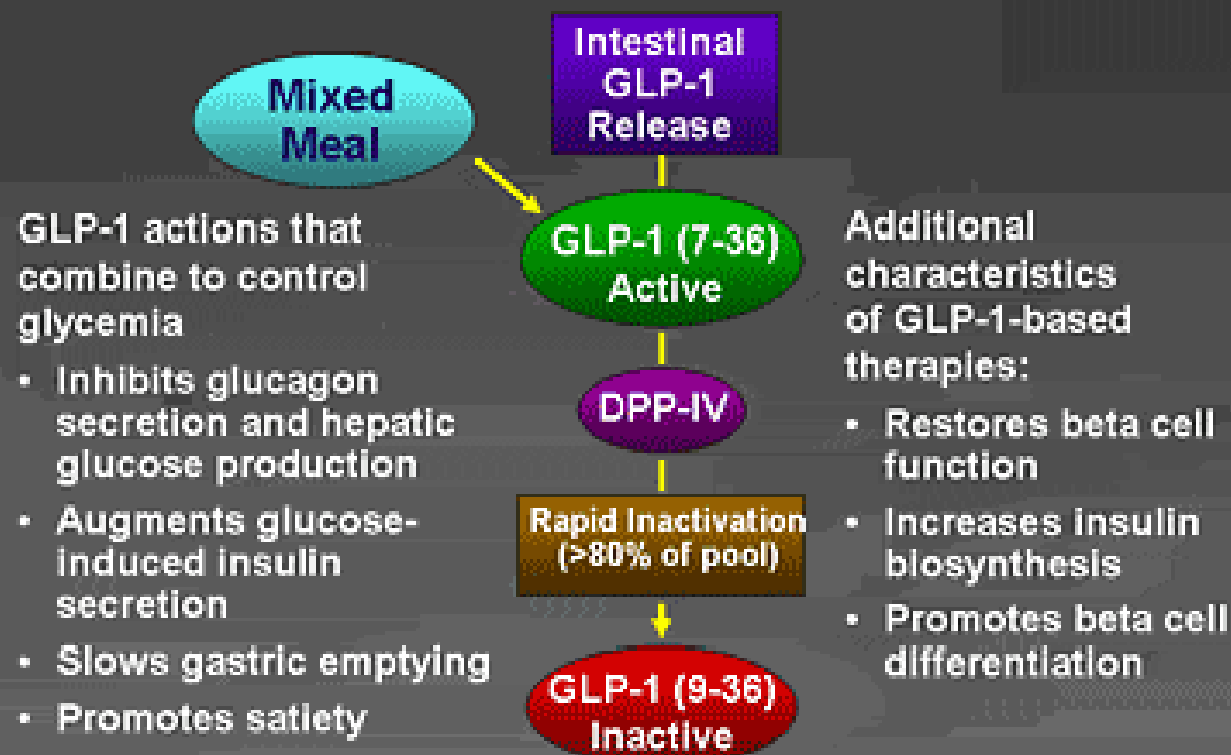 Mixed
Meal
Intestinal
GLP-1
Release
GLP-1 (7-36)
Active
DPP-IV
Rapid Inactivation
(>80% of pool)
GLP-1 (9-36)
Inactive
GLP-1 actions that
combine to control
glycemia
• Inhibits glucagon
secretion and hepatic
glucose production
• Augments glucose-
induced insulin
secretion
• Slows gastric emptying
• Promotes satiety
Additional
characteristics
of GLP-1-based
therapies:
• Restores beta cell
function
• Increases insulin
biosynthesis
• Promotes beta cell
differentiation